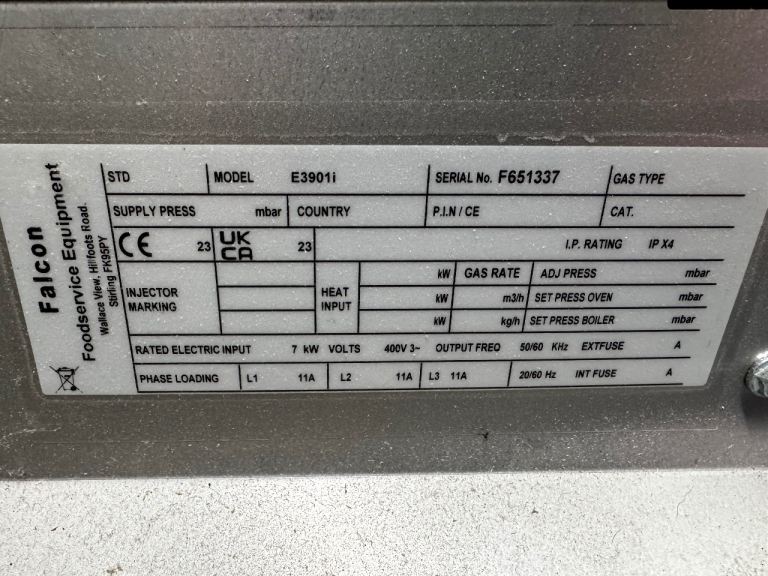 Falcon
Foodservice Equipment
Wallace View, Hillfoots Road.
Stirling FK95PY
STD MODEL E3901i SERIAL No. F651337 GAS TYPE
SUPPLY PRESS mbar COUNTRY P.I.N / CE CAT.
CE 23 UK CA 23 I.P. RATING IP X4
INJECTOR MARKING HEAT INPUT kW GAS RATE ADJ PRESS mbar
kW m3/h SET PRESS OVEN mbar
kW kg/h SET PRESS BOILER mbar
RATED ELECTRIC INPUT 7 kW VOLTS 400V 3~ OUTPUT FREQ 50/60 KHz EXTFUSE A
PHASE LOADING L1 11A L2 11A L3 11A 20/60 Hz INT FUSE A